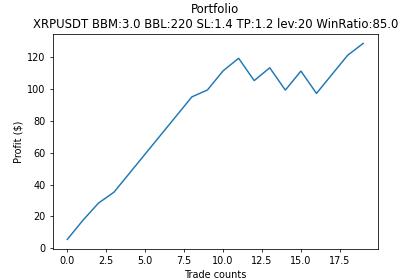 Portfolio
XRPUSDT BBM:3.0 BBL:220 SL:1.4 TP:1.2 lev:20 WinRatio:85.0
120
100
80
60
40
20
0
Profit ($)
0.0 2.5 5.0 7.5 10.0 12.5 15.0 17.5
Trade counts